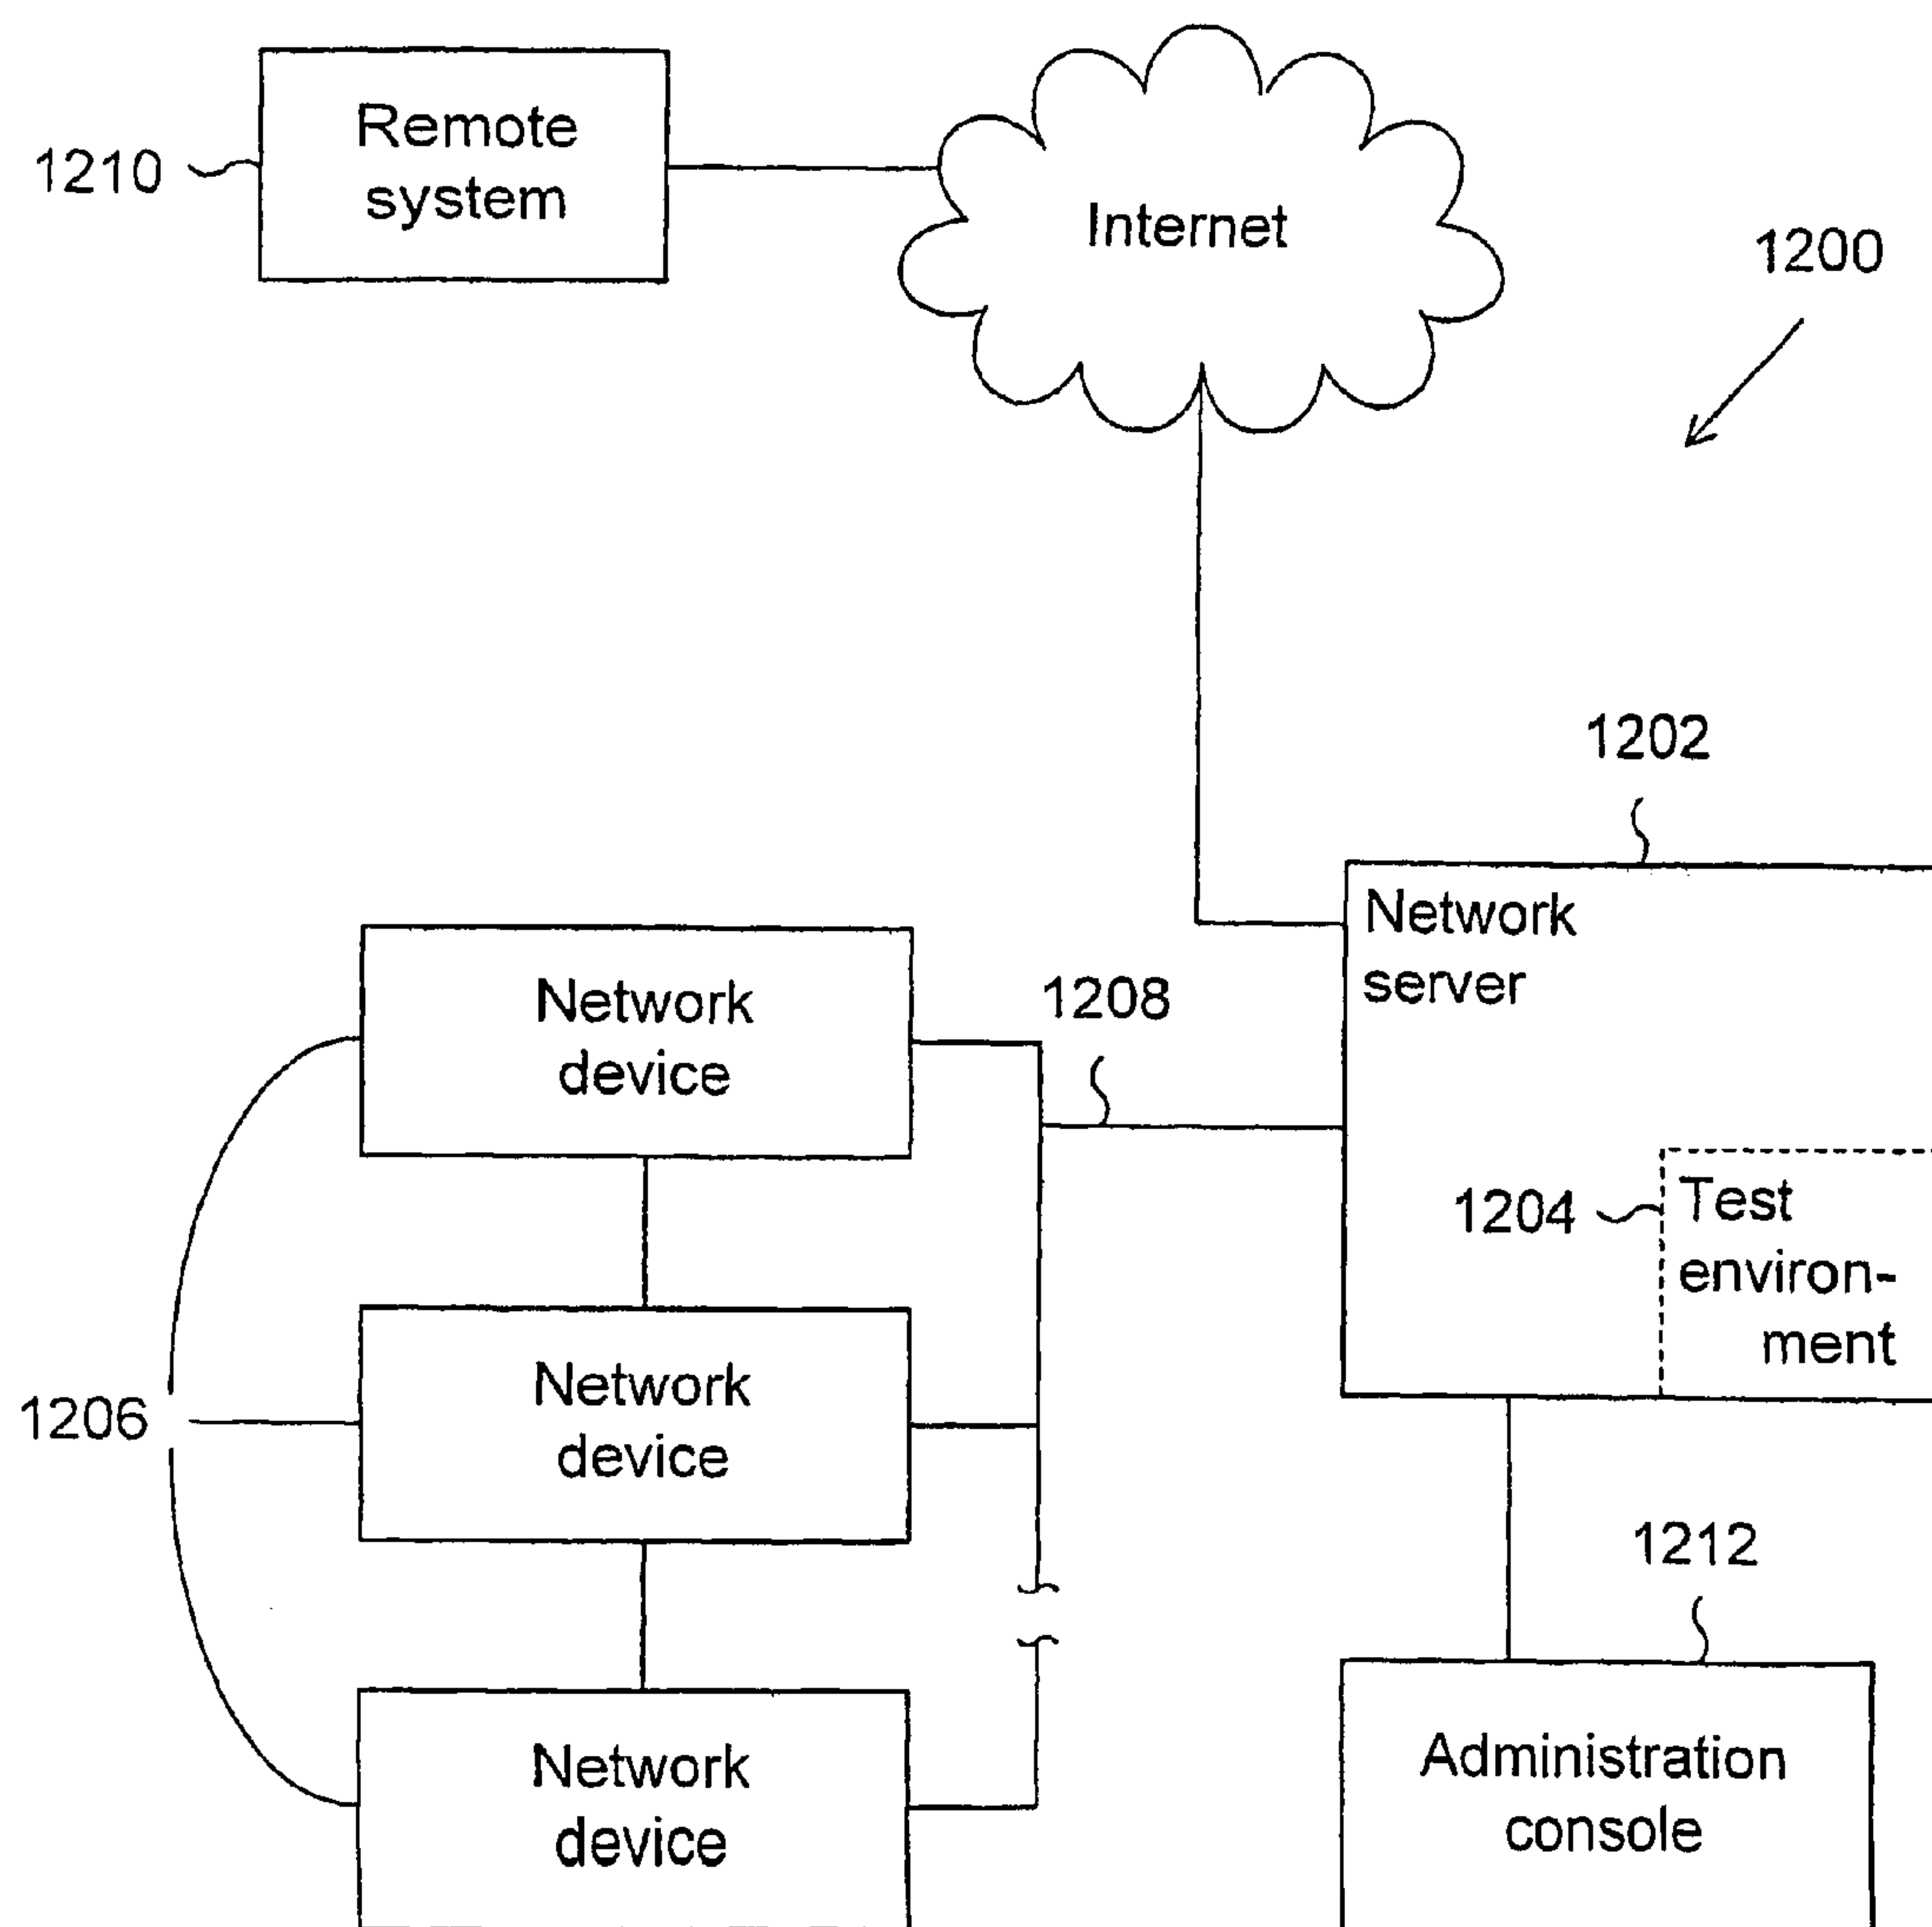 Remote
system
1210
Internet
1200
1202
Network
server
Network
device
1208
1204
Test
environ-
ment
Network
device
1206
1212
Network
device
Administration
console